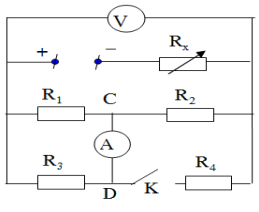 V
+ − Rₓ
R₁ C R₂
A
R₃ D K R₄